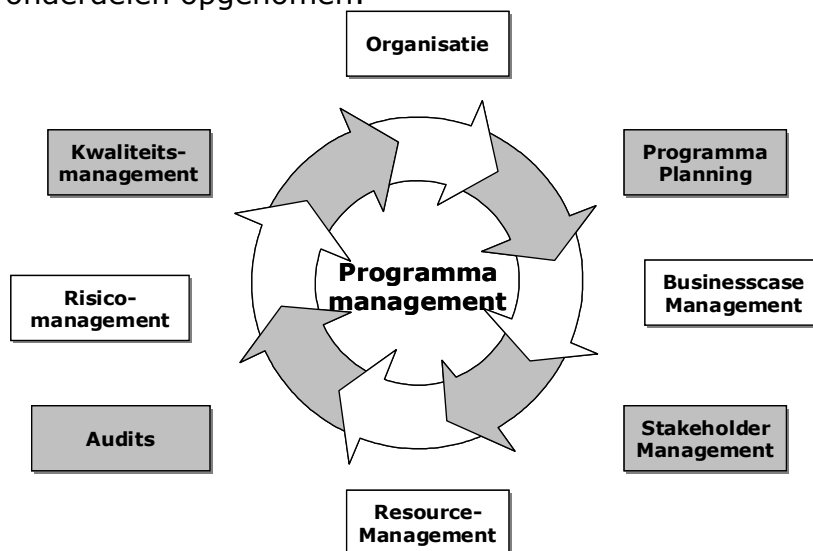 onderdelen opgenomen.
Organisatie
Kwaliteits-
management
Programma
Planning
Programma
management
Risico-
management
Businesscase
Management
Audits
Stakeholder
Management
Resource-
Management